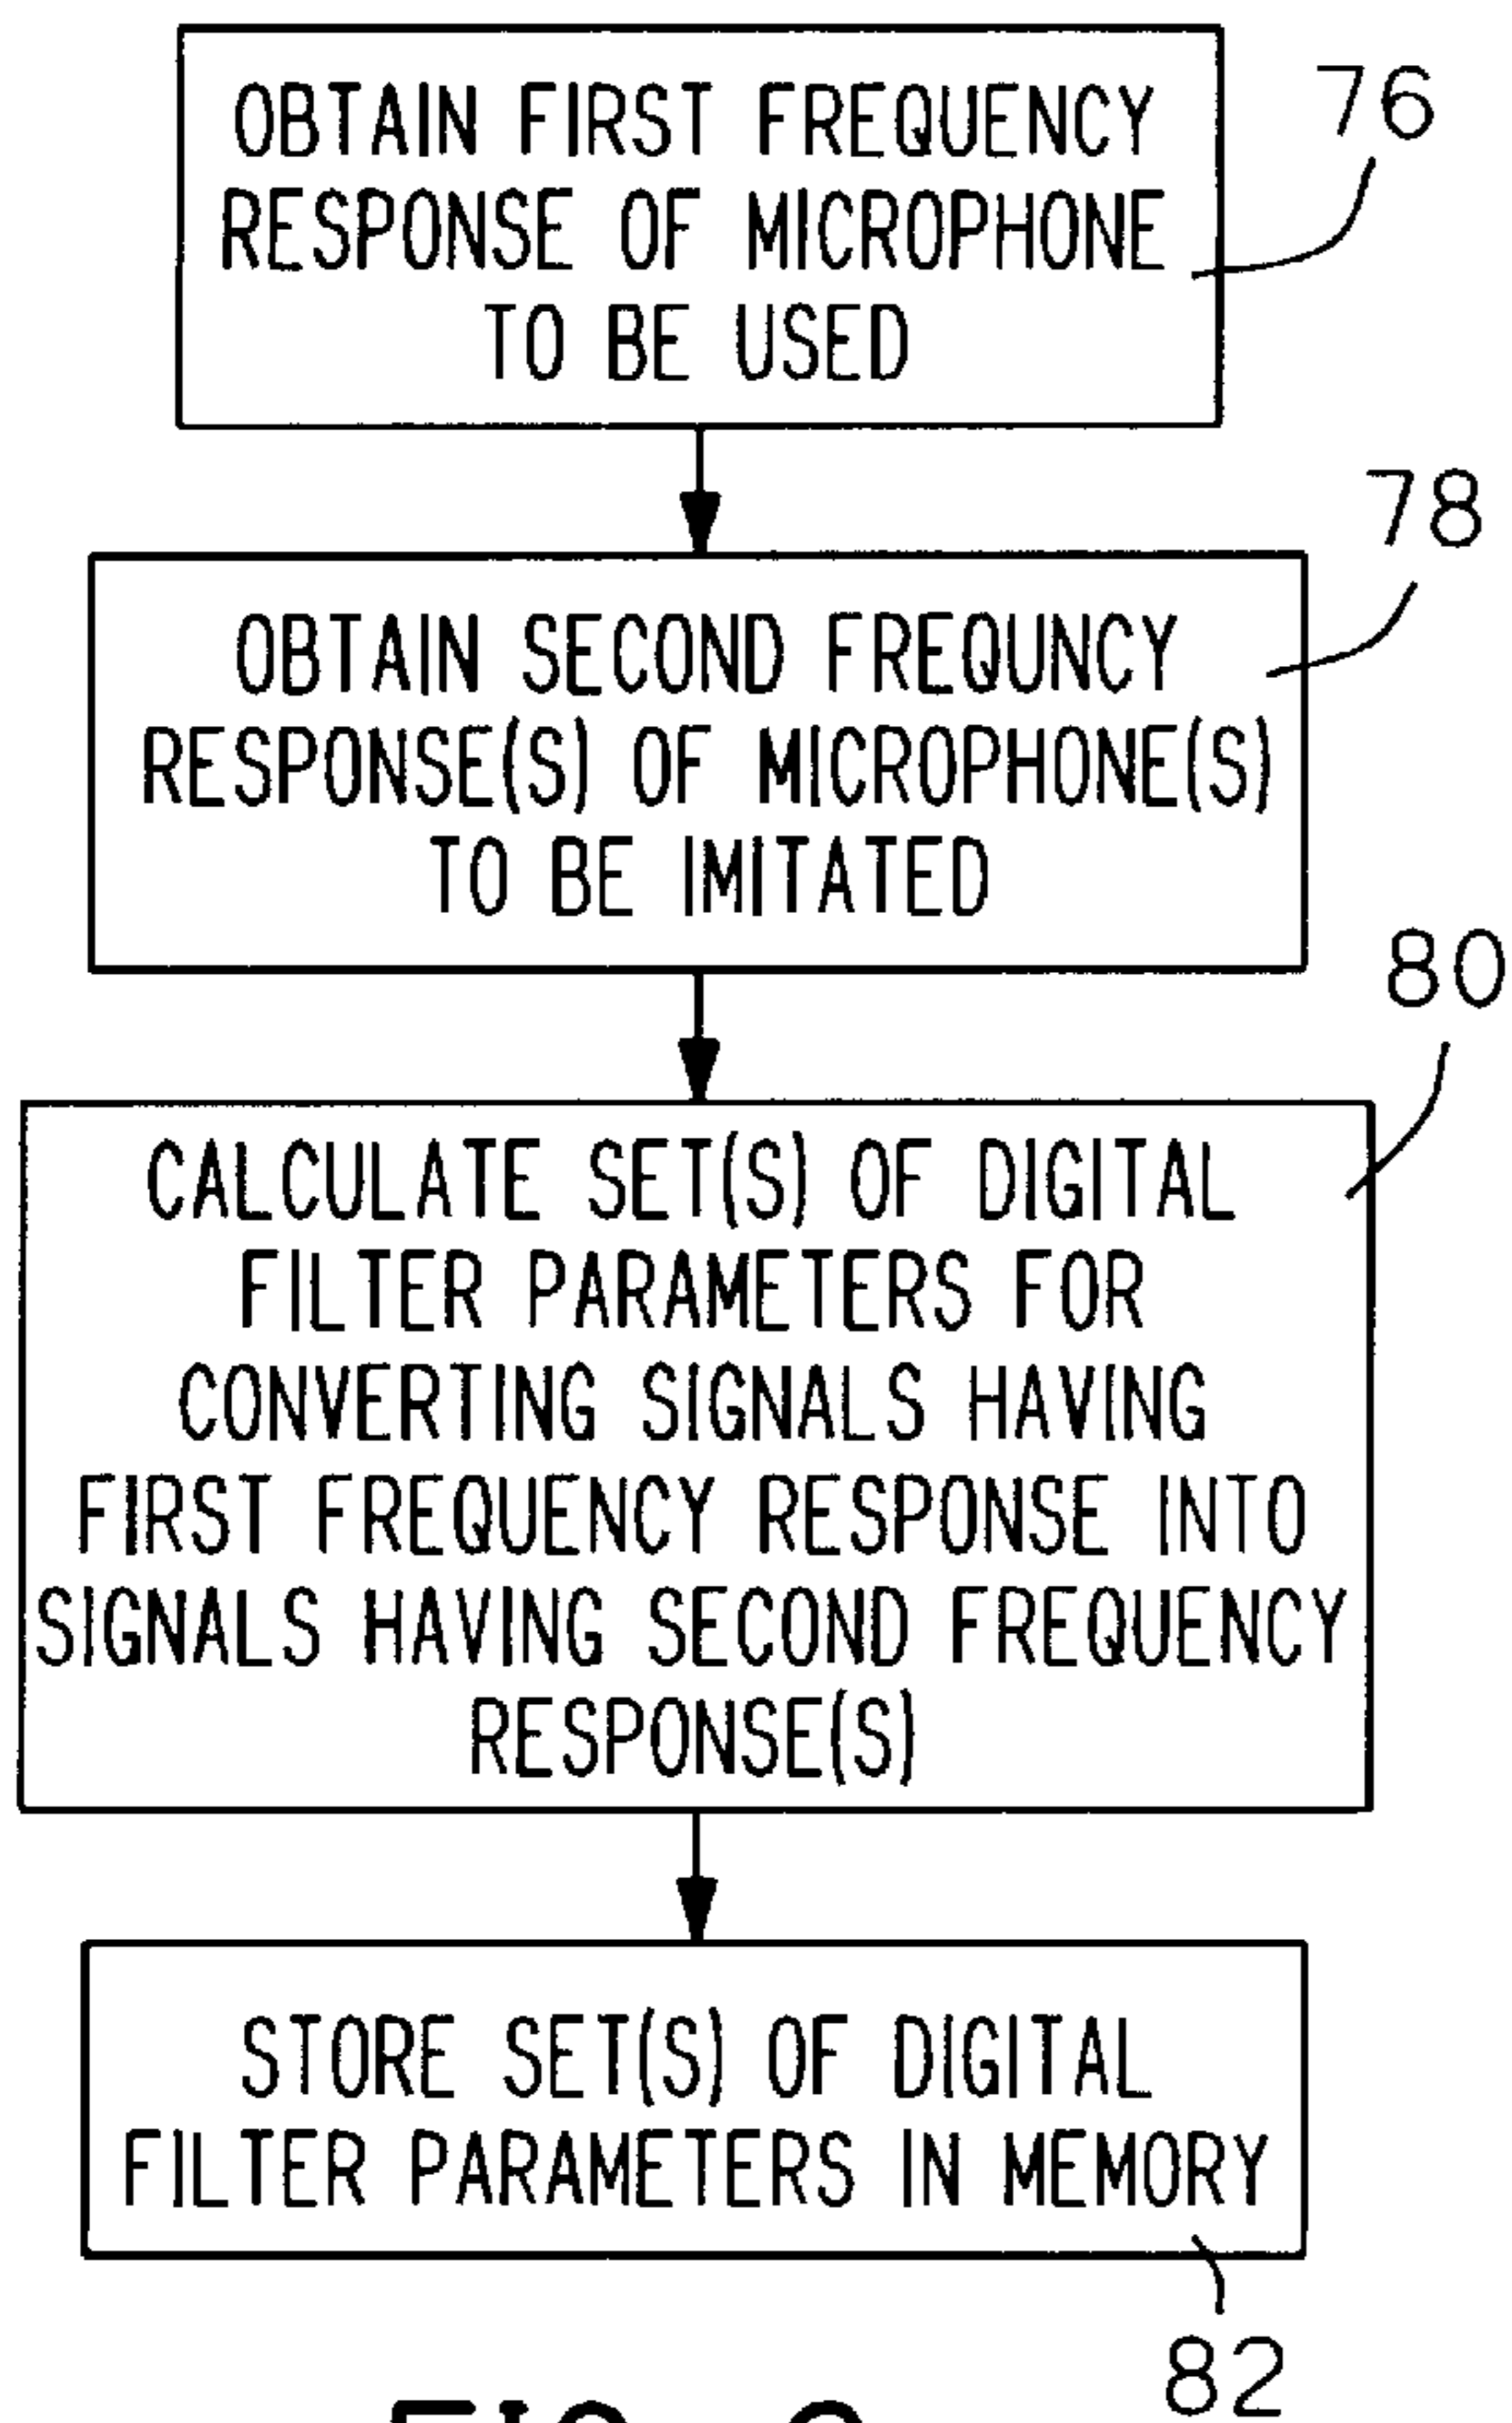 OBTAIN FIRST FREQUENCY
RESPONSE OF MICROPHONE
TO BE USED
76
OBTAIN SECOND FREQUNCY
RESPONSE(S) OF MICROPHONE(S)
TO BE IMITATED
78
CALCULATE SET(S) OF DIGITAL
FILTER PARAMETERS FOR
CONVERTING SIGNALS HAVING
FIRST FREQUENCY RESPONSE INTO
SIGNALS HAVING SECOND FREQUENCY
RESPONSE(S)
80
STORE SET(S) OF DIGITAL
FILTER PARAMETERS IN MEMORY
82